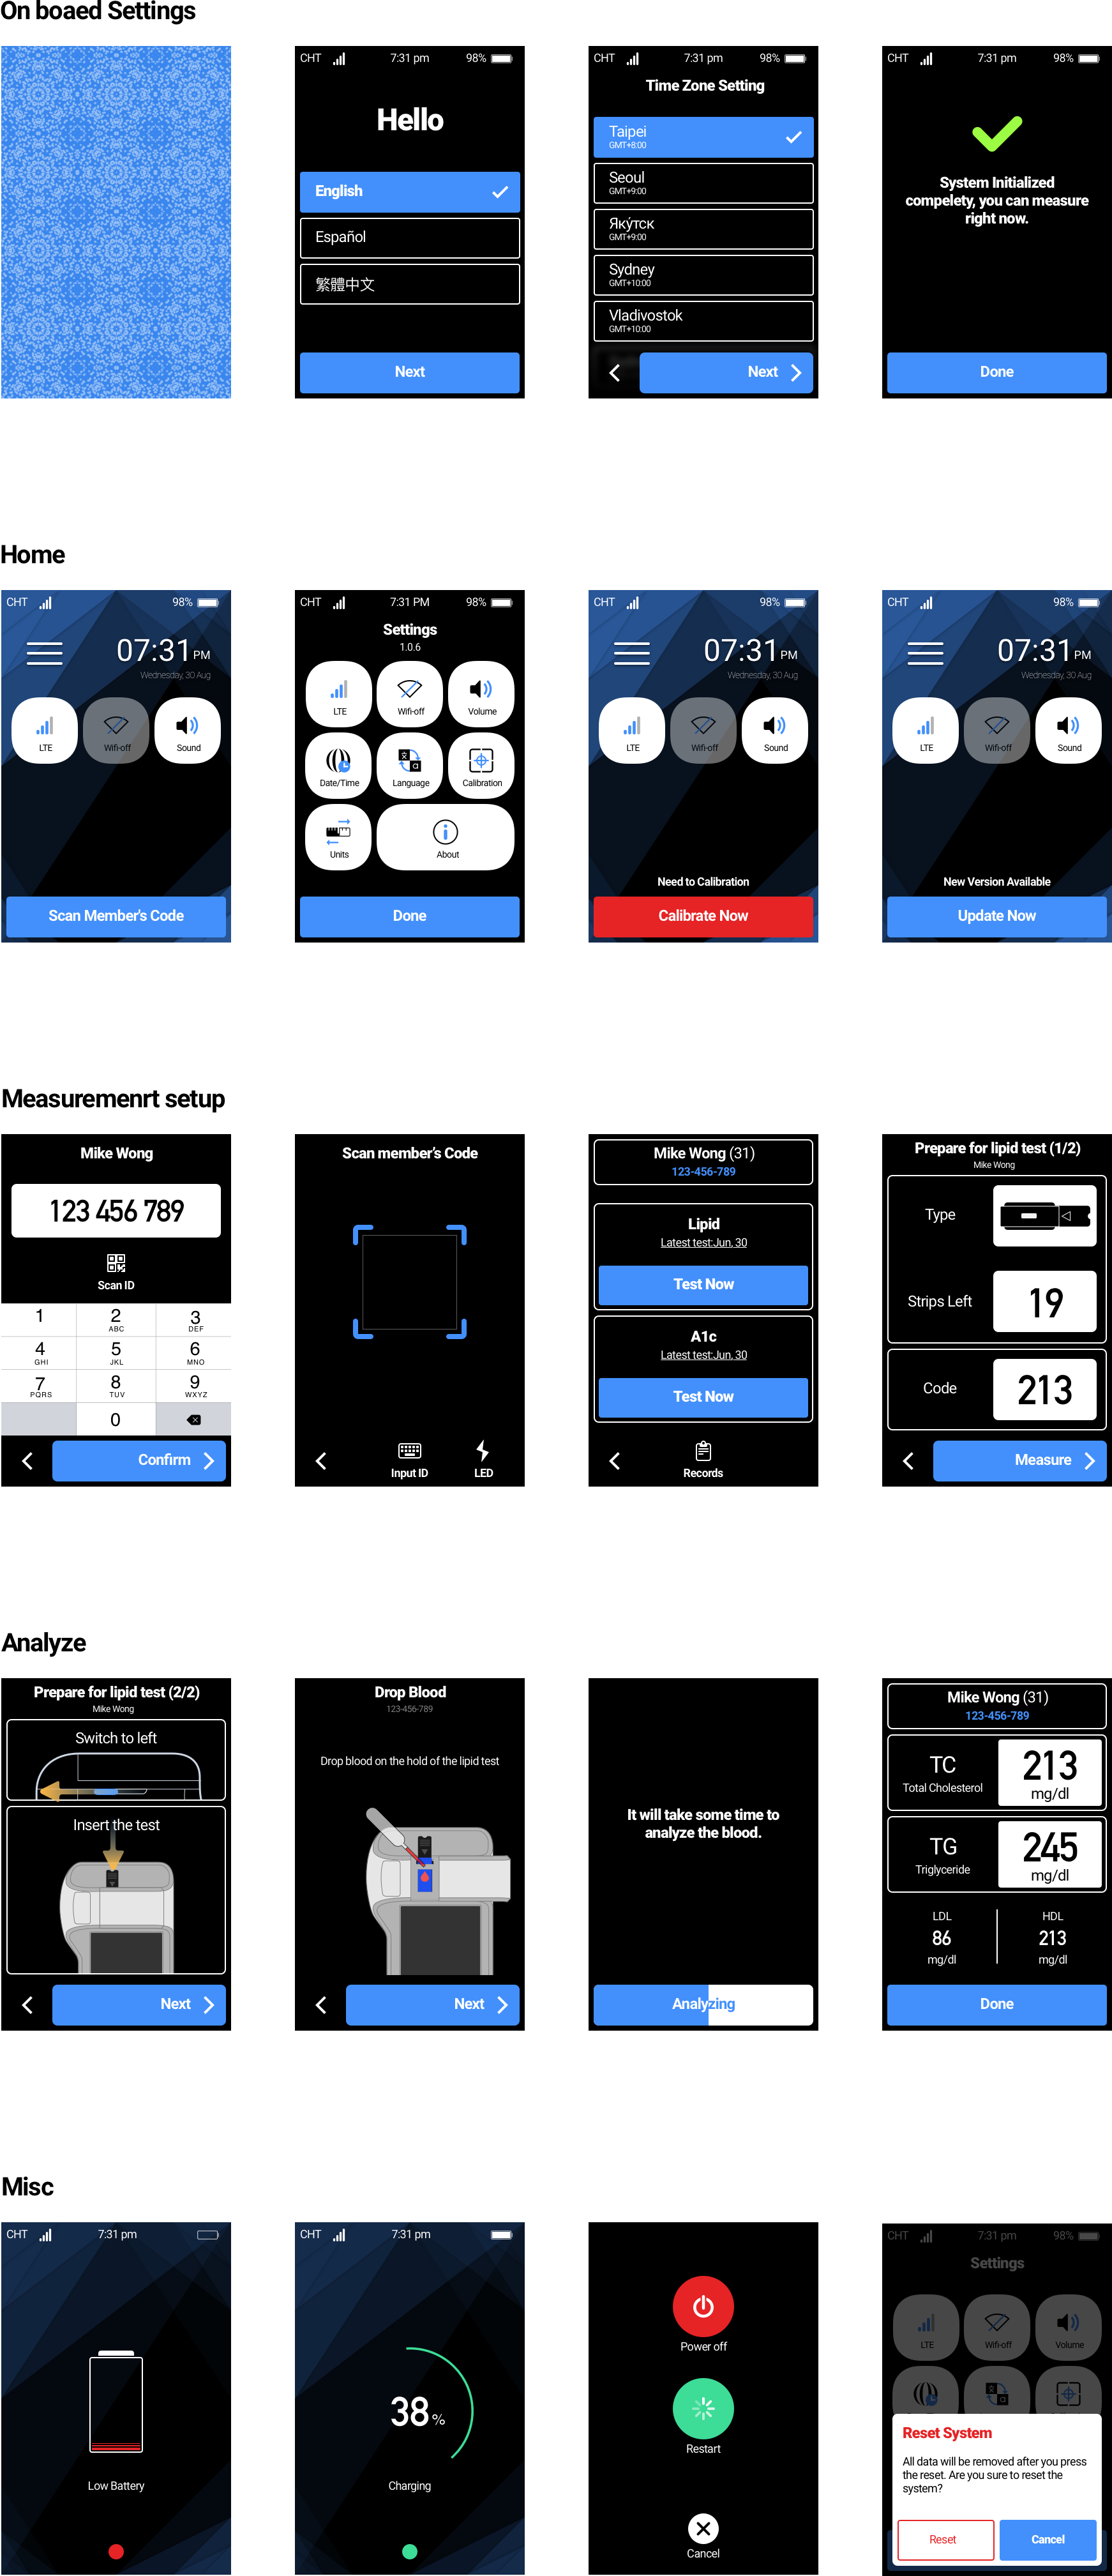 On boaed Settings
CHT 7:31 pm 98%
Hello
English
Español
繁體中文
Next
CHT 7:31 pm 98%
Time Zone Setting
Taipei
GMT+8:00
Seoul
GMT+9:00
Яку́тск
GMT+9:00
Sydney
GMT+10:00
Vladivostok
GMT+10:00
Next
CHT 7:31 pm 98%
System Initialized
compelety, you can measure
right now.
Done
Home
CHT 98%
07:31 PM
Wednesday, 30 Aug
LTE Wifi-off Sound
Scan Member's Code
CHT 7:31 PM 98%
Settings
1.0.6
LTE Wifi-off Volume
Date/Time Language Calibration
Units About
Done
CHT 98%
07:31 PM
Wednesday, 30 Aug
LTE Wifi-off Sound
Need to Calibration
Calibrate Now
CHT 98%
07:31 PM
Wednesday, 30 Aug
LTE Wifi-off Sound
New Version Available
Update Now
Measuremenrt setup
Mike Wong
123 456 789
Scan ID
1 2 3
ABC DEF
4 5 6
GHI JKL MNO
7 8 9
PQRS TUV WXYZ
0
Confirm
Scan member's Code
Input ID LED
Mike Wong (31)
123-456-789
Lipid
Latest test:Jun. 30
Test Now
A1c
Latest test:Jun. 30
Test Now
Records
Prepare for lipid test (1/2)
Mike Wong
Type
Strips Left 19
Code 213
Measure
Analyze
Prepare for lipid test (2/2)
Mike Wong
Switch to left
Insert the test
Next
Drop Blood
123-456-789
Drop blood on the hold of the lipid test
Next
It will take some time to
analyze the blood.
Analyzing
Mike Wong (31)
123-456-789
TC 213
Total Cholesterol mg/dl
TG 245
Triglyceride mg/dl
LDL HDL
86 213
mg/dl mg/dl
Done
Misc
CHT 7:31 pm
Low Battery
CHT 7:31 pm
38 %
Charging
Power off
Restart
Cancel
CHT 7:31 pm 98%
Settings
LTE Wifi-off Volume
Reset System
All data will be removed after you press
the reset. Are you sure to reset the
system?
Reset Cancel